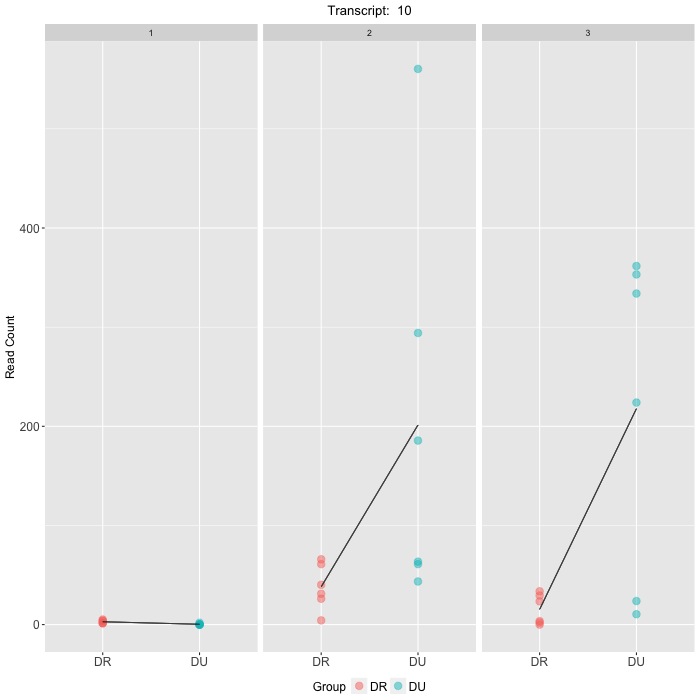 Transcript:  10
1 2 3
Read Count
400
200
0
DR DU DR DU DR DU
Group DR DU